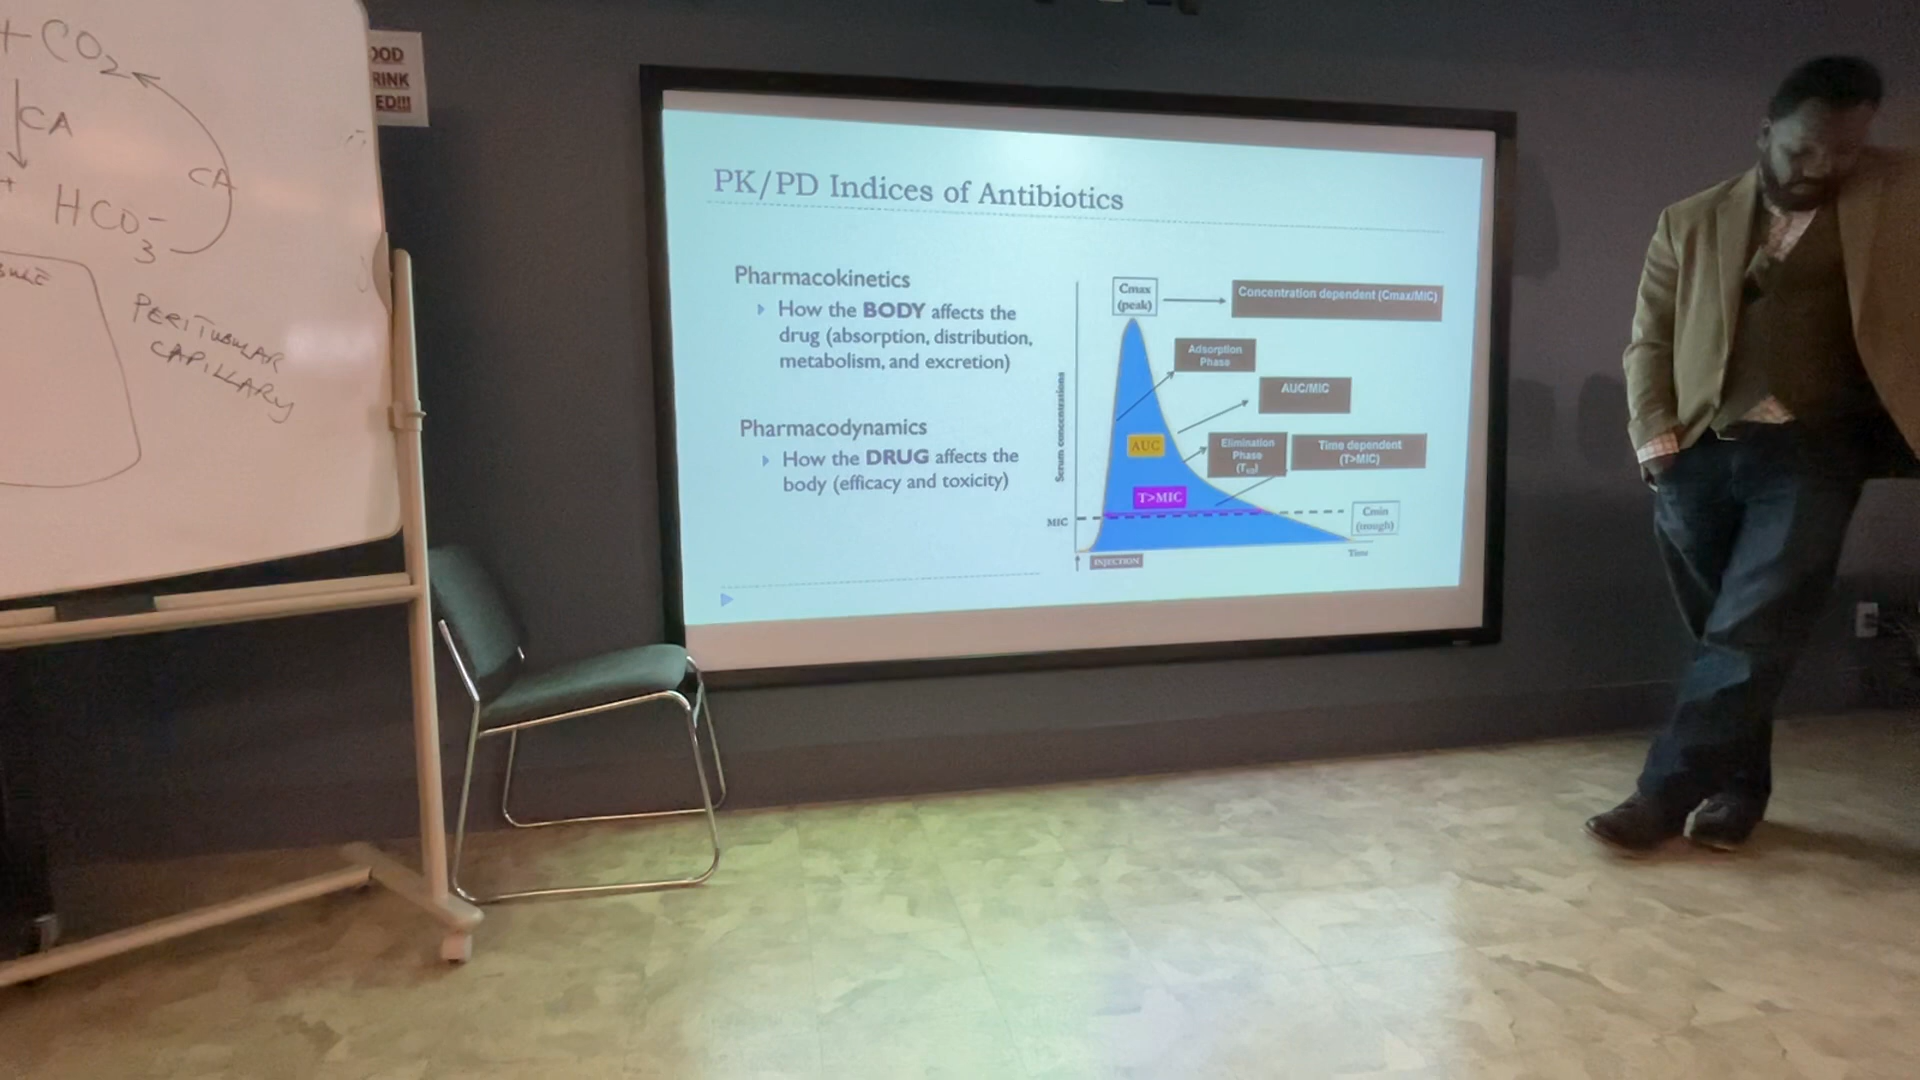 + CO2
CA
CA
+ HCO3-
PERITUBULAR
CAPILLARY
OOD
RINK
ED!!!
PK/PD Indices of Antibiotics
Pharmacokinetics
How the BODY affects the
drug (absorption, distribution,
metabolism, and excretion)
Pharmacodynamics
How the DRUG affects the
body (efficacy and toxicity)
Serum concentrations
Cmax
(peak)
Concentration dependent (Cmax/MIC)
Adsorption
Phase
AUC/MIC
AUC
Elimination
Phase
(T1/2)
Time dependent
(T>MIC)
T>MIC
MIC
Cmin
(trough)
Time
INJECTION